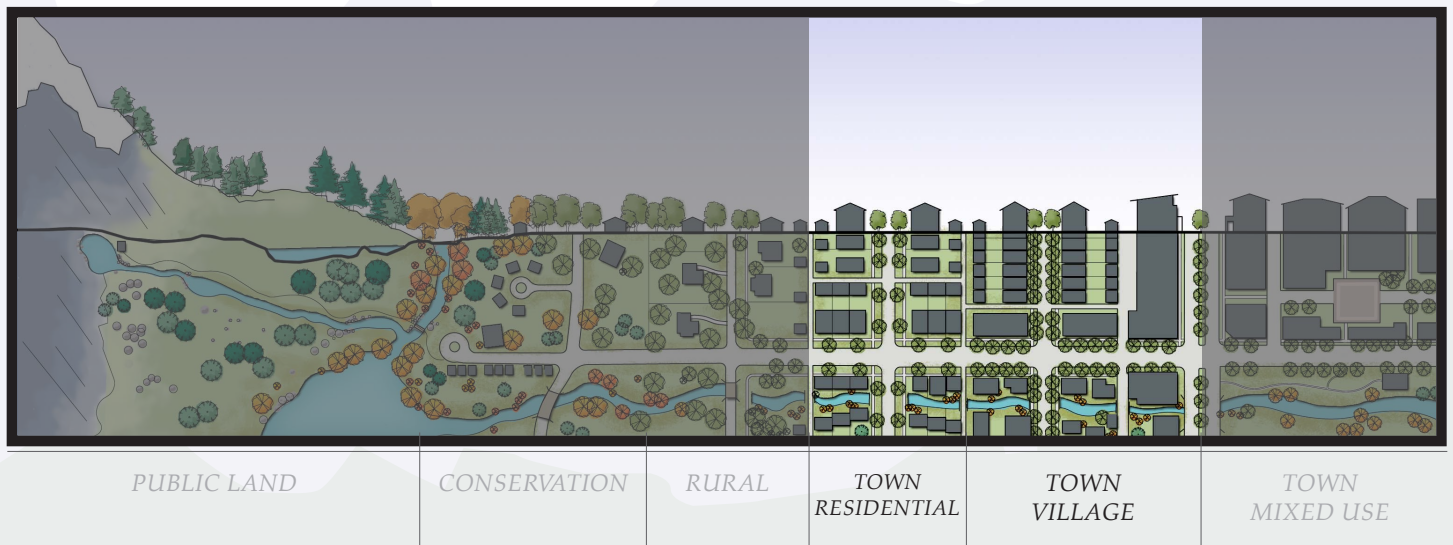 PUBLIC LAND
CONSERVATION
RURAL
TOWN
RESIDENTIAL
TOWN
VILLAGE
TOWN
MIXED USE